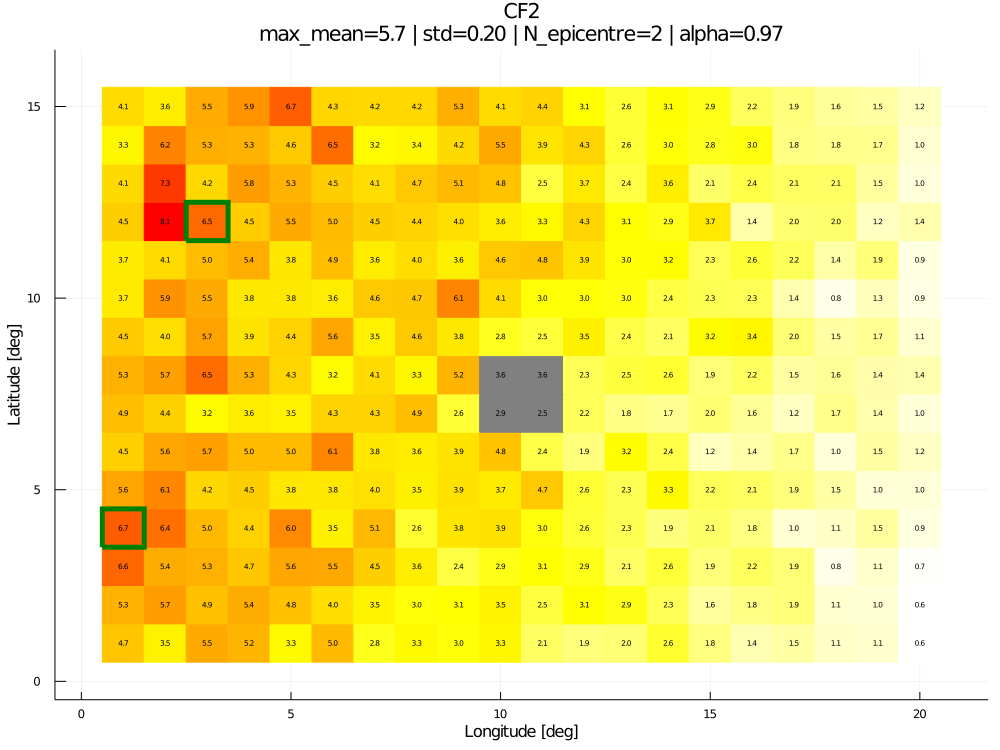 CF2
max_mean=5.7 | std=0.20 | N_epicentre=2 | alpha=0.97
15
4.1 3.6 5.5 5.9 6.7 4.3 4.2 4.2 5.3 4.1 4.4 3.1 2.6 3.1 2.9 2.2 1.9 1.6 1.5 1.2
3.3 6.2 5.3 5.3 4.6 6.5 3.2 3.4 4.2 5.5 3.9 4.3 2.6 3.0 2.8 3.0 1.8 1.8 1.7 1.0
4.1 7.3 4.2 5.8 5.3 4.5 4.1 4.7 5.1 4.8 2.5 3.7 2.4 3.6 2.1 2.4 2.1 2.1 1.5 1.0
4.5 8.1 6.5 4.5 5.5 5.0 4.5 4.4 4.0 3.6 3.3 4.3 3.1 2.9 3.7 1.4 2.0 2.0 1.2 1.4
3.7 4.1 5.0 5.4 3.8 4.9 3.6 4.0 3.6 4.6 4.8 3.9 3.0 3.2 2.3 2.6 2.2 1.4 1.9 0.9
10
3.7 5.9 5.5 3.8 3.8 3.6 4.6 4.7 6.1 4.1 3.0 3.0 3.0 2.4 2.3 2.3 1.4 0.8 1.3 0.9
4.5 4.0 5.7 3.9 4.4 5.6 3.5 4.6 3.8 2.8 2.5 3.5 2.4 2.1 3.2 3.4 2.0 1.5 1.7 1.1
5.3 5.7 6.5 5.3 4.3 3.2 4.1 3.3 5.2 3.6 3.6 2.3 2.5 2.6 1.9 2.2 1.5 1.6 1.4 1.4
4.9 4.4 3.2 3.6 3.5 4.3 4.3 4.9 2.6 2.9 2.5 2.2 1.8 1.7 2.0 1.6 1.2 1.7 1.4 1.0
4.5 5.6 5.7 5.0 5.0 6.1 3.8 3.6 3.9 4.8 2.4 1.9 3.2 2.4 1.2 1.4 1.7 1.0 1.5 1.2
5
5.6 6.1 4.2 4.5 3.8 3.8 4.0 3.5 3.9 3.7 4.7 2.6 2.3 3.3 2.2 2.1 1.9 1.5 1.0 1.0
6.7 6.4 5.0 4.4 6.0 3.5 5.1 2.6 3.8 3.9 3.0 2.6 2.3 1.9 2.1 1.8 1.0 1.1 1.5 0.9
6.6 5.4 5.3 4.7 5.6 5.5 4.5 3.6 2.4 2.9 3.1 2.9 2.1 2.6 1.9 2.2 1.9 0.8 1.1 0.7
5.3 5.7 4.9 5.4 4.8 4.0 3.5 3.0 3.1 3.5 2.5 3.1 2.9 2.3 1.6 1.8 1.9 1.1 1.0 0.6
4.7 3.5 5.5 5.2 3.3 5.0 2.8 3.3 3.0 3.3 2.1 1.9 2.0 2.6 1.8 1.4 1.5 1.1 1.1 0.6
0
Latitude [deg]
0 5 10 15 20
Longitude [deg]